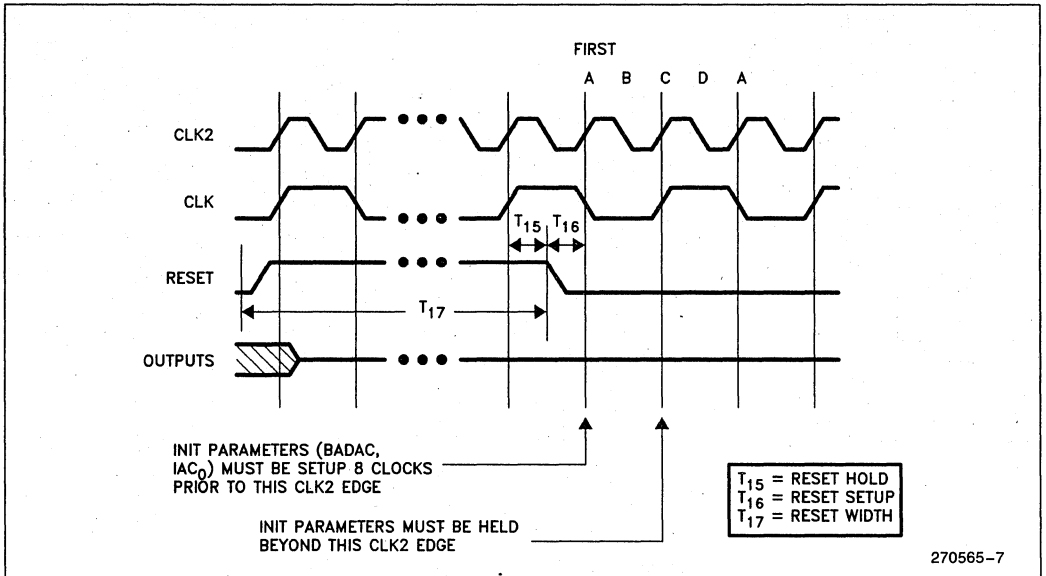 FIRST
A B C D A
CLK2
CLK
T15 T16
RESET
T17
OUTPUTS
INIT PARAMETERS (BADAC,
IAC0) MUST BE SETUP 8 CLOCKS
PRIOR TO THIS CLK2 EDGE
T15 = RESET HOLD
T16 = RESET SETUP
T17 = RESET WIDTH
INIT PARAMETERS MUST BE HELD
BEYOND THIS CLK2 EDGE
270565-7